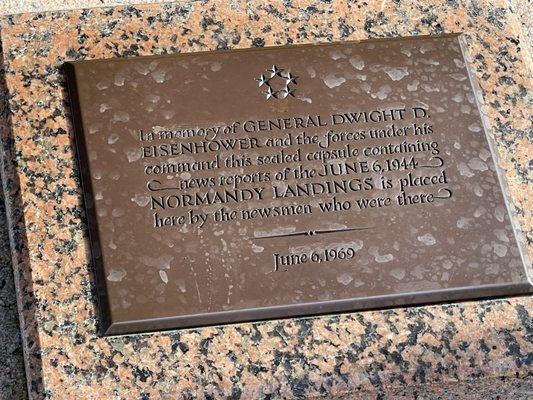 In memory of GENERAL DWIGHT D.
EISENHOWER and the forces under his
command this sealed capsule containing
news reports of the JUNE 6, 1944
NORMANDY LANDINGS is placed
here by the newsmen who were there
June 6, 1969